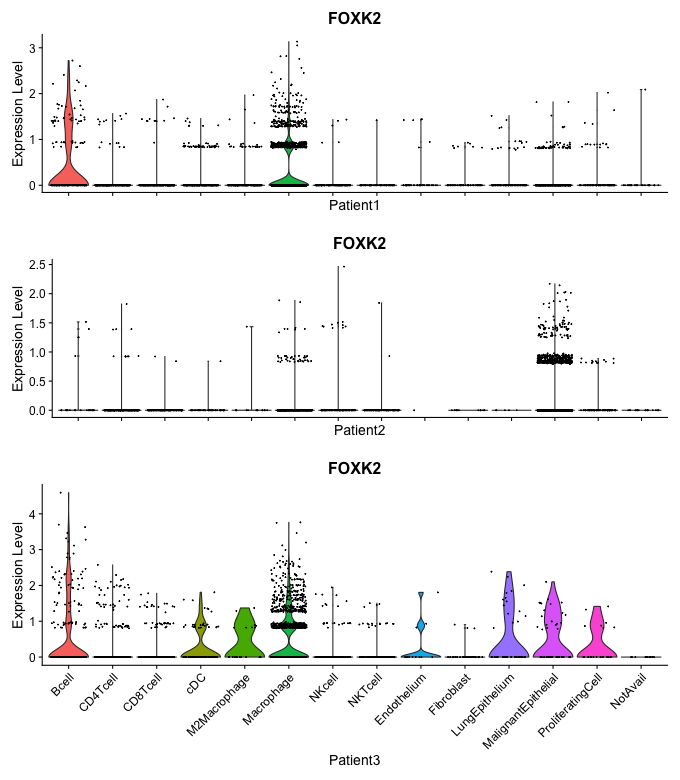 FOXK2
Expression Level
3
2
1
0
Patient1
FOXK2
Expression Level
2.5
2.0
1.5
1.0
0.5
0.0
Patient2
FOXK2
Expression Level
4
3
2
1
0
Bcell
CD4Tcell
CD8Tcell
cDC
M2Macrophage
Macrophage
NKcell
NKTcell
Endothelium
Fibroblast
LungEpithelium
MalignantEpithelial
ProliferatingCell
NotAvail
Patient3